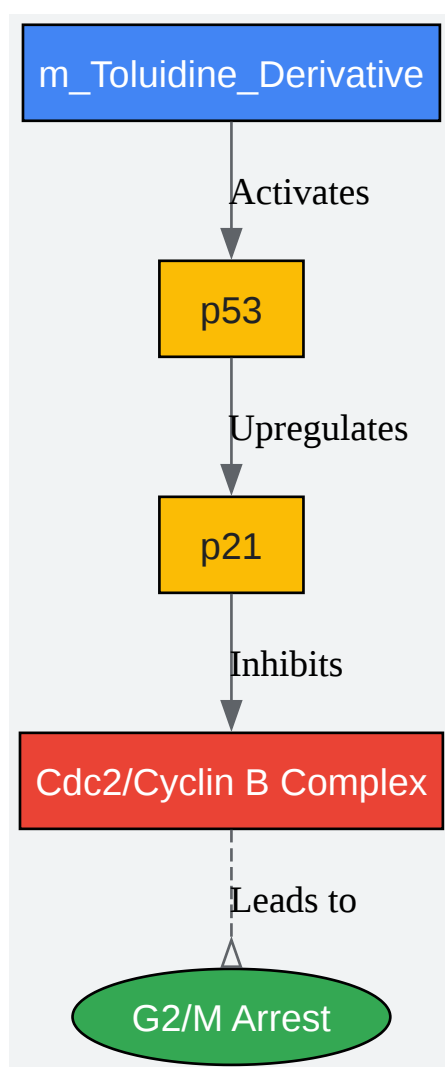 m_Toluidine_Derivative
Activates
p53
Upregulates
p21
Inhibits
Cdc2/Cyclin B Complex
Leads to
G2/M Arrest